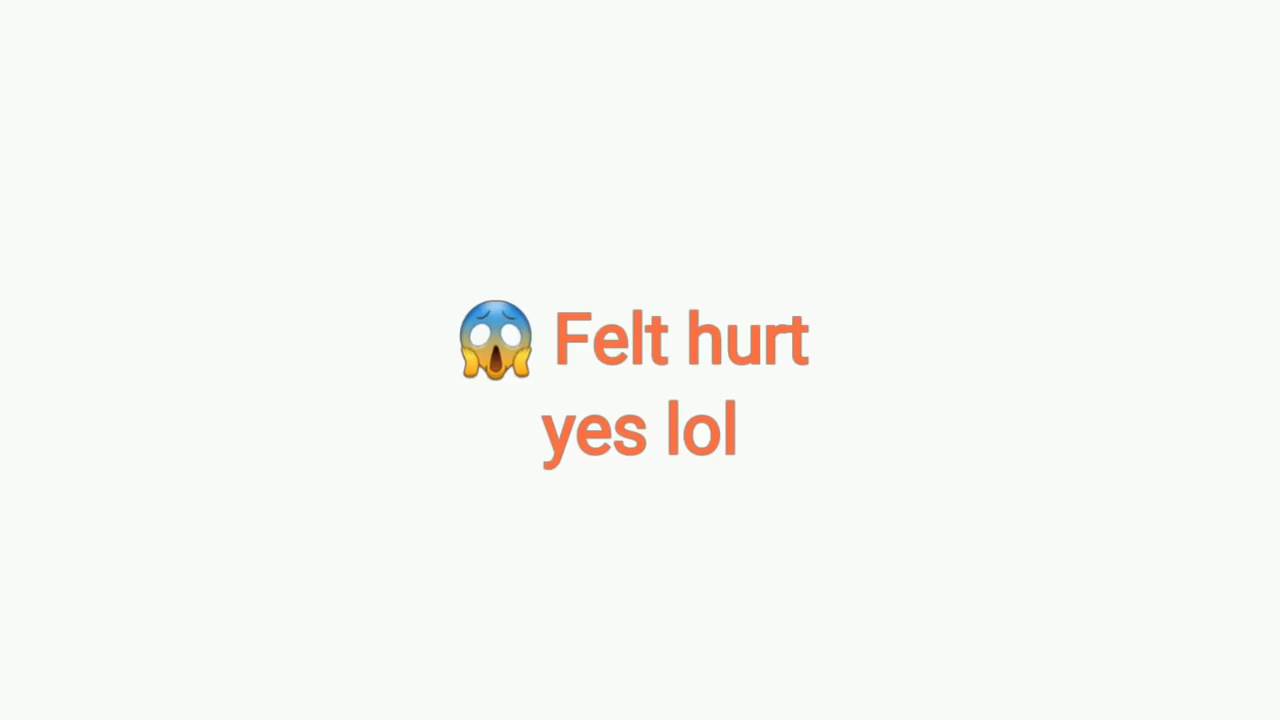 😱 Felt hurt
yes lol